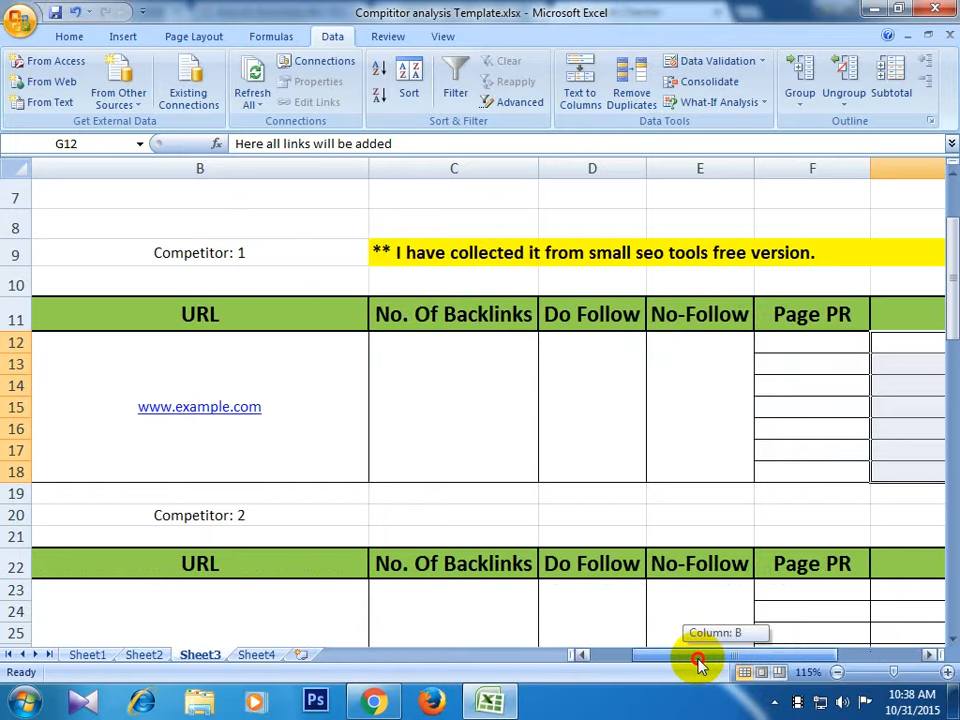 Compititor analysis Template.xlsx - Microsoft Excel
Home Insert Page Layout Formulas Data Review View
From Access
From Web
From Text
From Other Sources
Existing Connections
Get External Data
Refresh All
Connections
Properties
Edit Links
Connections
Sort
Filter
Clear
Reapply
Advanced
Sort & Filter
Text to Columns
Remove Duplicates
Data Validation
Consolidate
What-If Analysis
Data Tools
Group
Ungroup
Subtotal
Outline
G12 fx Here all links will be added
B C D E F
7
8
9 Competitor: 1 ** I have collected it from small seo tools free version.
10
11 URL No. Of Backlinks Do Follow No-Follow Page PR
12
13
14
15 www.example.com
16
17
18
19
20 Competitor: 2
21
22 URL No. Of Backlinks Do Follow No-Follow Page PR
23
24
25
Column: B
Sheet1 Sheet2 Sheet3 Sheet4
Ready 115%
Ps
10:38 AM
10/31/2015